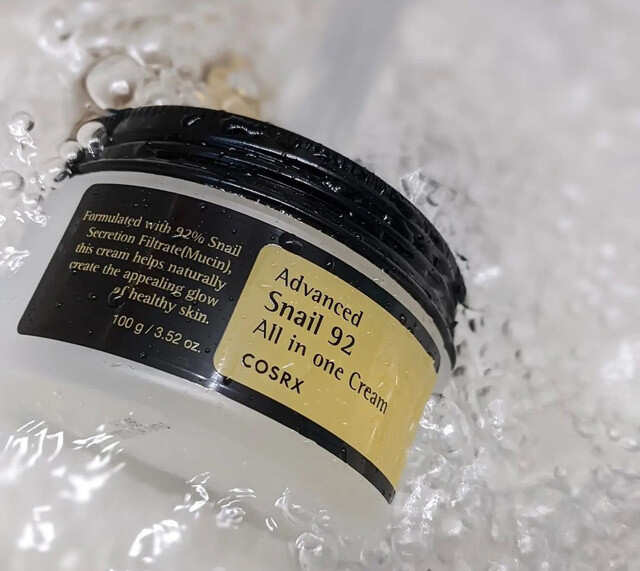 Formulated with 92% Snail
Secretion Filtrate(Mucin),
this cream helps naturally
create the appealing glow
of healthy skin.
100 g / 3.52 oz.
Advanced
Snail 92
All in one Cream
COSRX